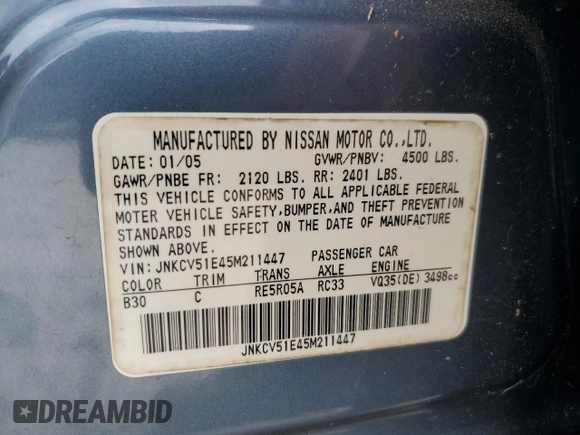 MANUFACTURED BY NISSAN MOTOR CO.,LTD.
DATE: 01/05 GVWR/PNBV: 4500 LBS.
GAWR/PNBE FR: 2120 LBS. RR: 2401 LBS.
THIS VEHICLE CONFORMS TO ALL APPLICABLE FEDERAL
MOTOR VEHICLE SAFETY,BUMPER,AND THEFT PREVENTION
STANDARDS IN EFFECT ON THE DATE OF MANUFACTURE
SHOWN ABOVE.
VIN: JNKCV51E45M211447 PASSENGER CAR
COLOR TRIM TRANS AXLE ENGINE
B30 C RE5R05A RC33 VQ35(DE) 3498cc
JNKCV51E45M211447
DREAMBID